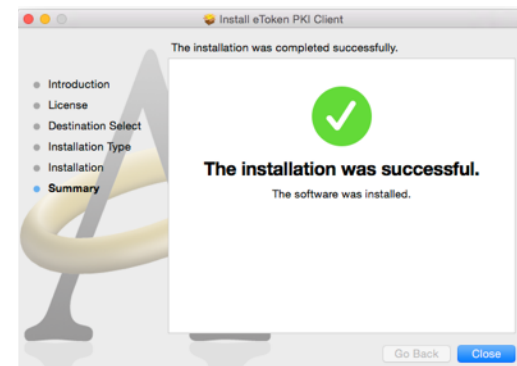 Install eToken PKI Client
The installation was completed successfully.
Introduction
License
Destination Select
Installation Type
Installation
Summary
The installation was successful.
The software was installed.
Go Back
Close